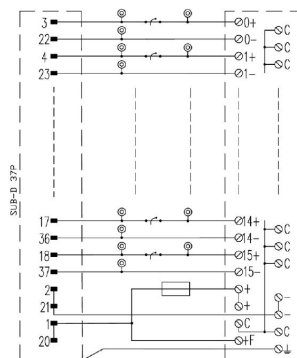 3 0+ C
22 0- C
4 1+ C
23 1-
SUB-D 37P
17 14+ C
36 14- C
18 15+ C
37 15-
2 + -
21 + -
1 C C
20 +F